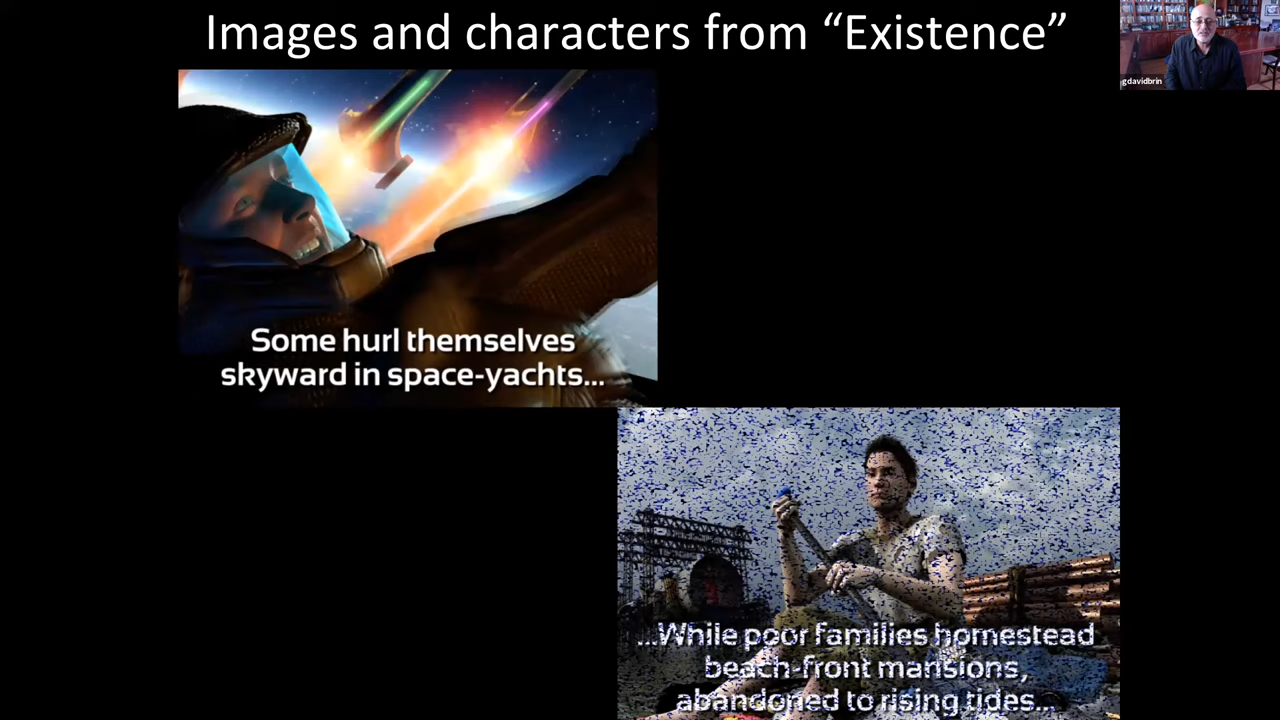 Images and characters from “Existence”
gdavidbrin
Some hurl themselves
skyward in space-yachts...
...While poor families homestead
beach-front mansions,
abandoned to rising tides...